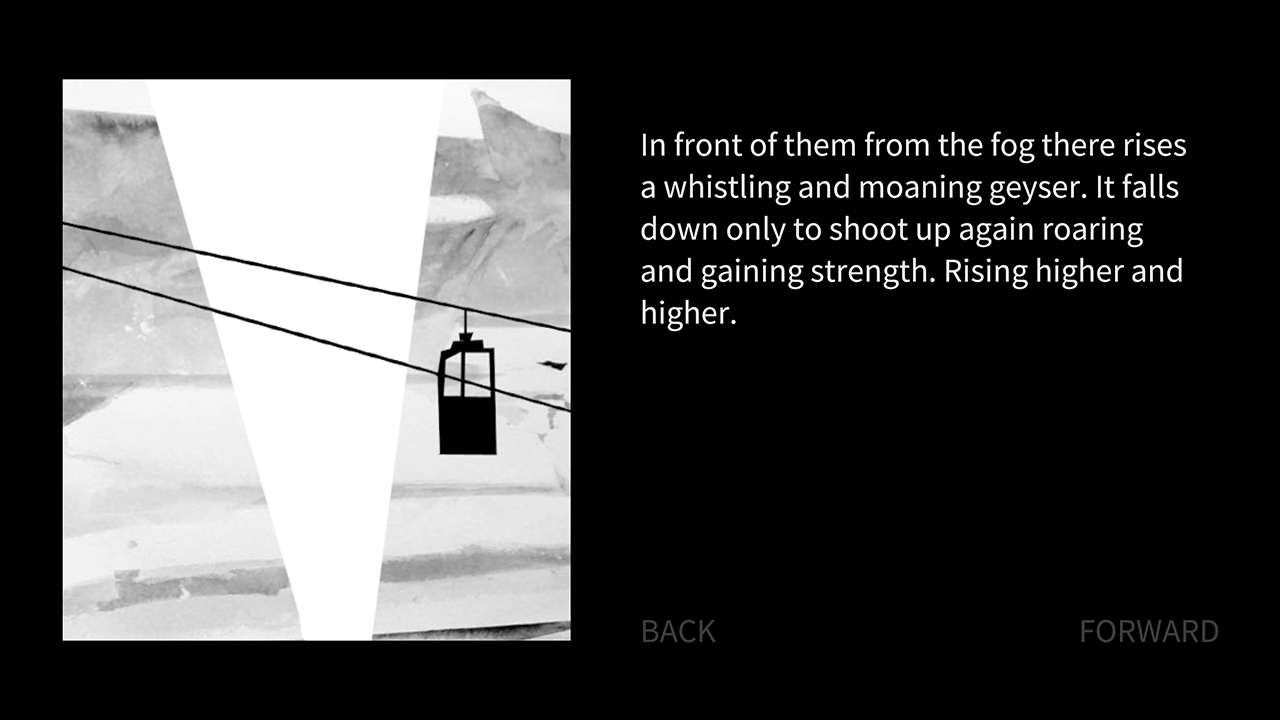 In front of them from the fog there rises
a whistling and moaning geyser. It falls
down only to shoot up again roaring
and gaining strength. Rising higher and
higher.
BACK
FORWARD